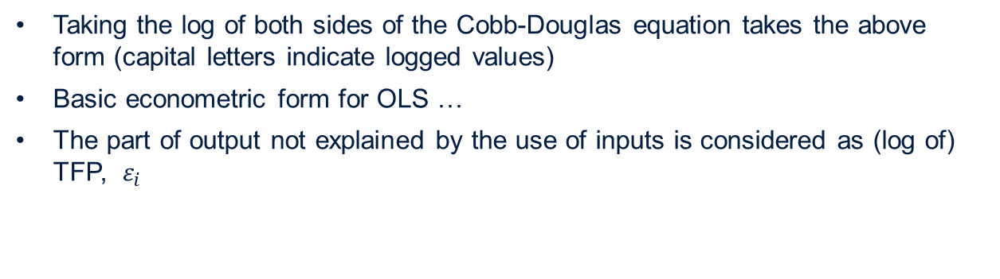 • Taking the log of both sides of the Cobb-Douglas equation takes the above
form (capital letters indicate logged values)
• Basic econometric form for OLS …
• The part of output not explained by the use of inputs is considered as (log of)
TFP, εᵢ